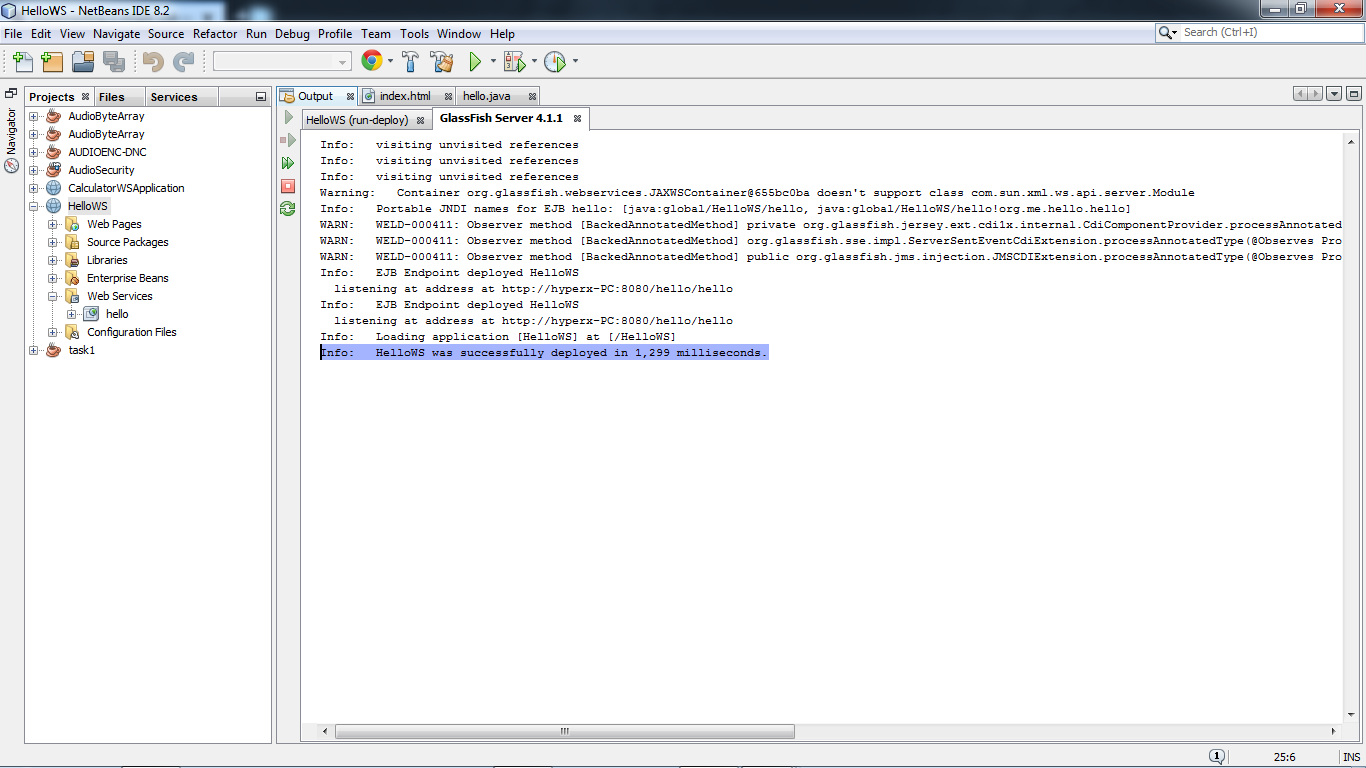 HelloWS - NetBeans IDE 8.2
File Edit View Navigate Source Refactor Run Debug Profile Team Tools Window Help
Search (Ctrl+I)
Projects Files Services
Navigator
AudioByteArray
AudioByteArray
AUDIOENC-DNC
AudioSecurity
CalculatorWSApplication
HelloWS
Web Pages
Source Packages
Libraries
Enterprise Beans
Web Services
hello
Configuration Files
task1
Output index.html hello.java
HelloWS (run-deploy) GlassFish Server 4.1.1
Info: visiting unvisited references
Info: visiting unvisited references
Info: visiting unvisited references
Warning: Container org.glassfish.webservices.JAXWSContainer@655bc0ba doesn't support class com.sun.xml.ws.api.server.Module
Info: Portable JNDI names for EJB hello: [java:global/HelloWS/hello, java:global/HelloWS/hello!org.me.hello.hello]
WARN: WELD-000411: Observer method [BackedAnnotatedMethod] private org.glassfish.jersey.ext.cdi1x.internal.CdiComponentProvider.processAnnotated
WARN: WELD-000411: Observer method [BackedAnnotatedMethod] org.glassfish.sse.impl.ServerSentEventCdiExtension.processAnnotatedType(@Observes Pro
WARN: WELD-000411: Observer method [BackedAnnotatedMethod] public org.glassfish.jms.injection.JMSCDIExtension.processAnnotatedType(@Observes Pro
Info: EJB Endpoint deployed HelloWS
listening at address at http://hyperx-PC:8080/hello/hello
Info: EJB Endpoint deployed HelloWS
listening at address at http://hyperx-PC:8080/hello/hello
Info: Loading application [HelloWS] at [/HelloWS]
Info: HelloWS was successfully deployed in 1,299 milliseconds.
1 25:6 INS